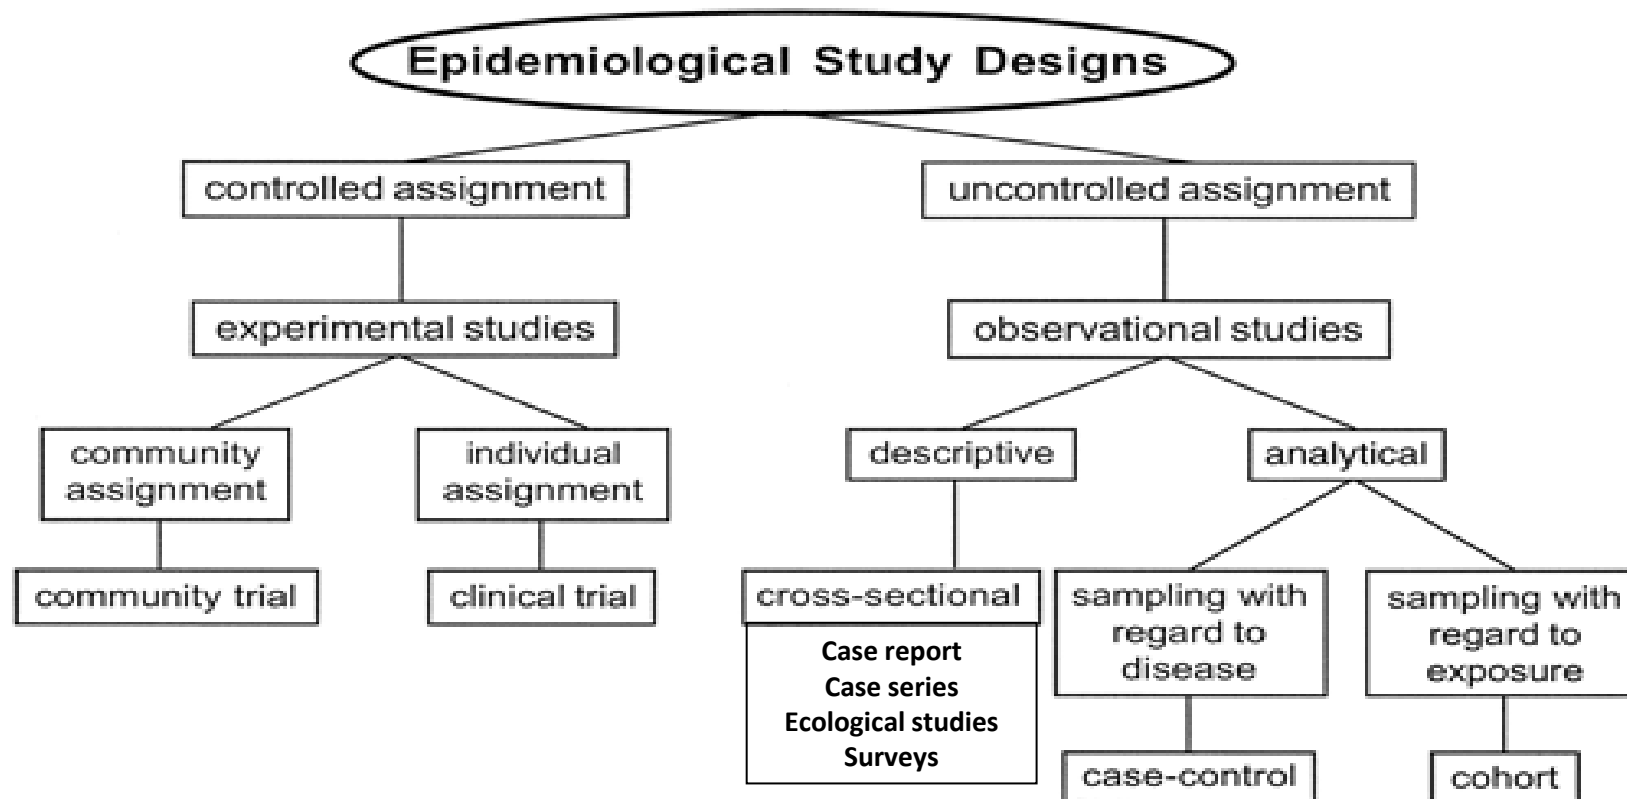 Epidemiological Study Designs
controlled assignment
uncontrolled assignment
experimental studies
observational studies
community
assignment
individual
assignment
descriptive
analytical
community trial
clinical trial
cross-sectional
Case report
Case series
Ecological studies
Surveys
sampling with
regard to
disease
sampling with
regard to
exposure
case-control
cohort